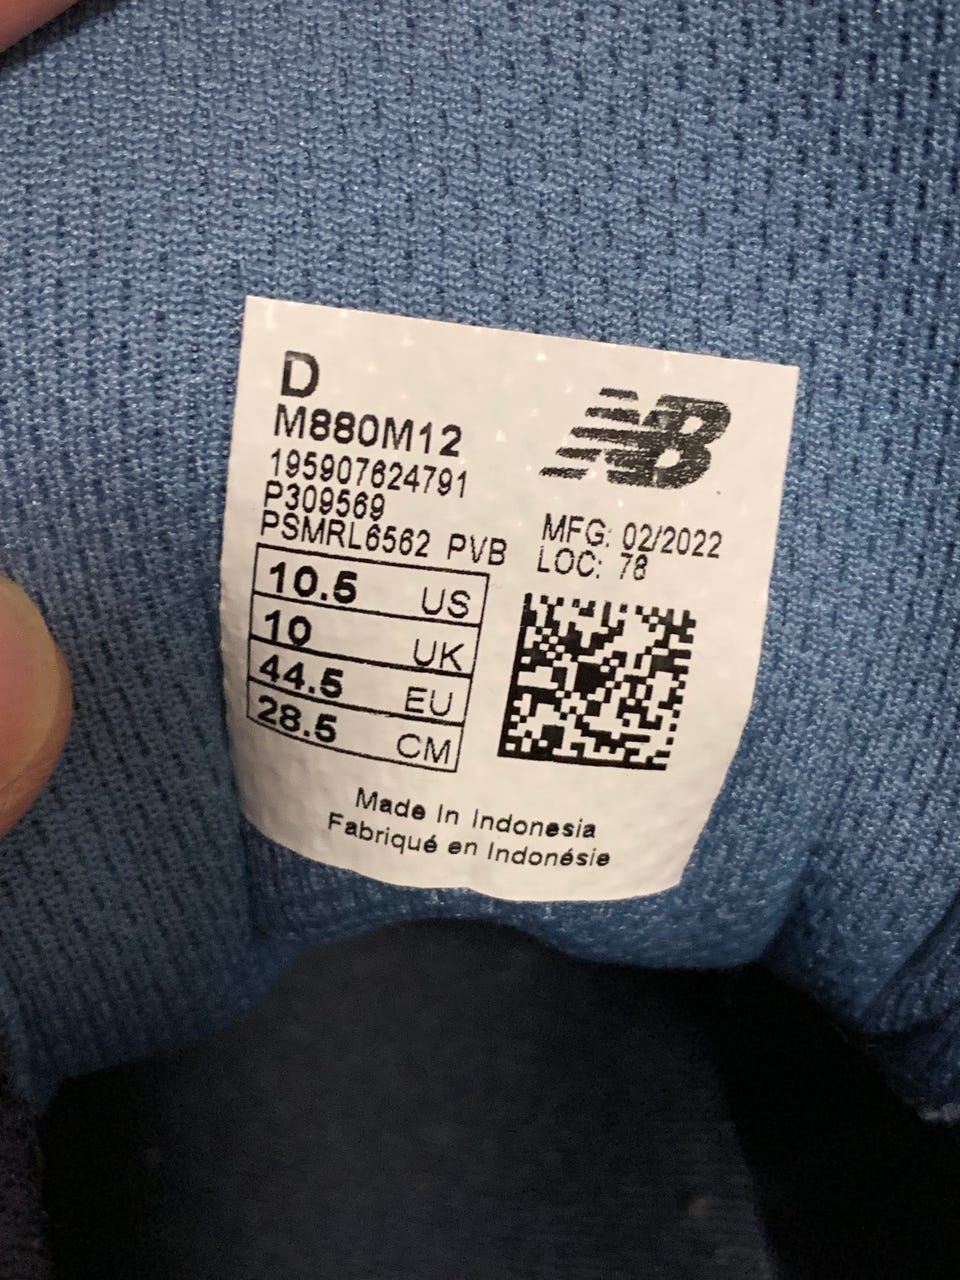 D
M880M12
195907624791
P309569
PSMRL6562 PVB
NB
MFG: 02/2022
LOC: 78
10.5 US
10 UK
44.5 EU
28.5 CM
Made In Indonesia
Fabriqué en Indonésie